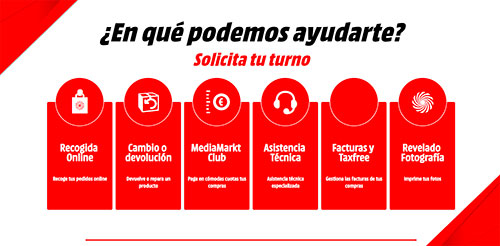 ¿En qué podemos ayudarte?
Solicita tu turno
Recogida
Online
Recoge tus pedidos online
Cambio o
devolución
Devuelve o repara un
producto
MediaMarkt
Club
Paga en cómodas cuotas tus
compras
Asistencia
Técnica
Asistencia técnica
especializada
Facturas y
Taxfree
Gestiona las facturas de tus
compras
Revelado
Fotografía
Imprime tus fotos